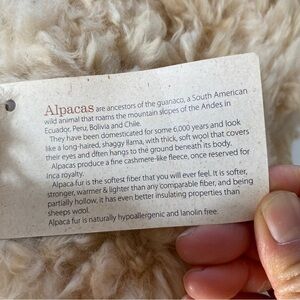 Alpacas are ancestors of the guanaco, a South American
wild animal that roams the mountain slopes of the Andes in
Ecuador, Peru, Bolivia and Chile.
They have been domesticated for some 6,000 years and look
like a long-haired, shaggy llama, with thick, soft wool that covers
their eyes and often hangs to the ground beneath its body.
Alpacas produce a fine cashmere-like fleece, once reserved for
Inca royalty.
Alpaca fur is the softest fiber that you will ever feel. It is softer,
stronger, warmer & lighter than any comparable fiber, and being
partially hollow, it has even better insulating properties than
sheeps wool.
Alpaca fur is naturally hypoallergenic and lanolin free.